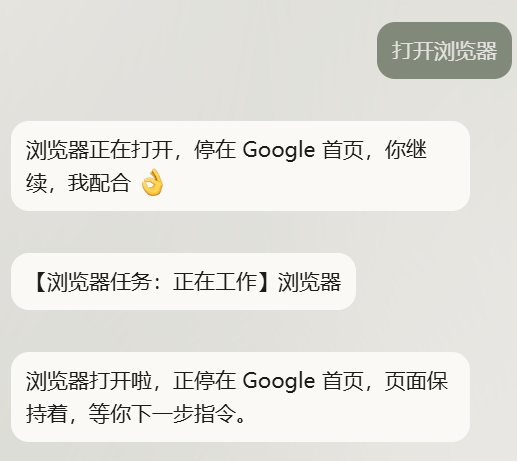 打开浏览器
浏览器正在打开，停在 Google 首页，你继
续，我配合 👌
【浏览器任务：正在工作】浏览器
浏览器打开啦，正停在 Google 首页，页面保
持着，等你下一步指令。